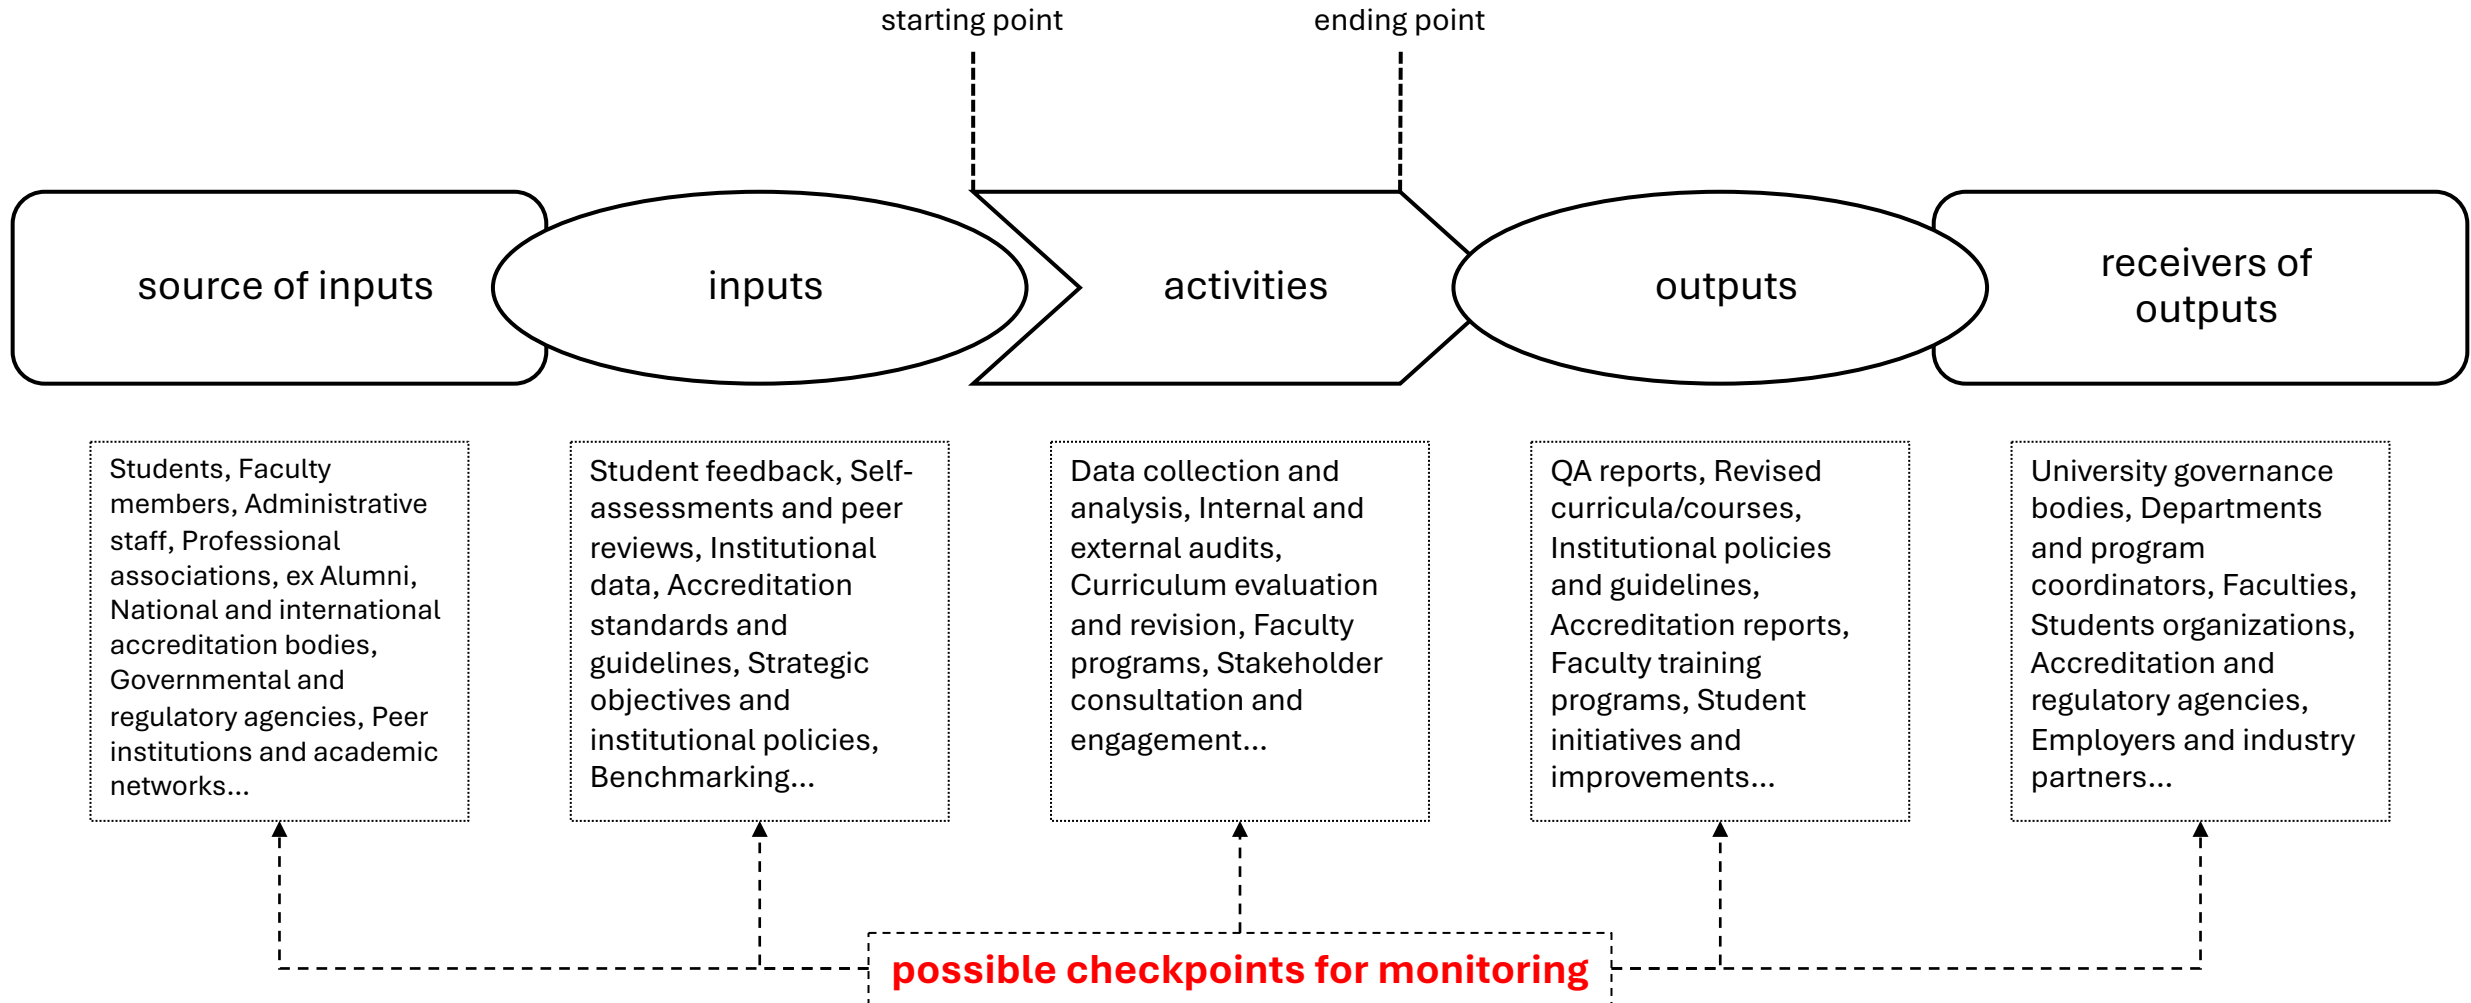 starting point
ending point
source of inputs
inputs
activities
outputs
receivers of
outputs
Students, Faculty
members, Administrative
staff, Professional
associations, ex Alumni,
National and international
accreditation bodies,
Governmental and
regulatory agencies, Peer
institutions and academic
networks...
Student feedback, Self-
assessments and peer
reviews, Institutional
data, Accreditation
standards and
guidelines, Strategic
objectives and
institutional policies,
Benchmarking...
Data collection and
analysis, Internal and
external audits,
Curriculum evaluation
and revision, Faculty
programs, Stakeholder
consultation and
engagement...
QA reports, Revised
curricula/courses,
Institutional policies
and guidelines,
Accreditation reports,
Faculty training
programs, Student
initiatives and
improvements...
University governance
bodies, Departments
and program
coordinators, Faculties,
Students organizations,
Accreditation and
regulatory agencies,
Employers and industry
partners...
possible checkpoints for monitoring